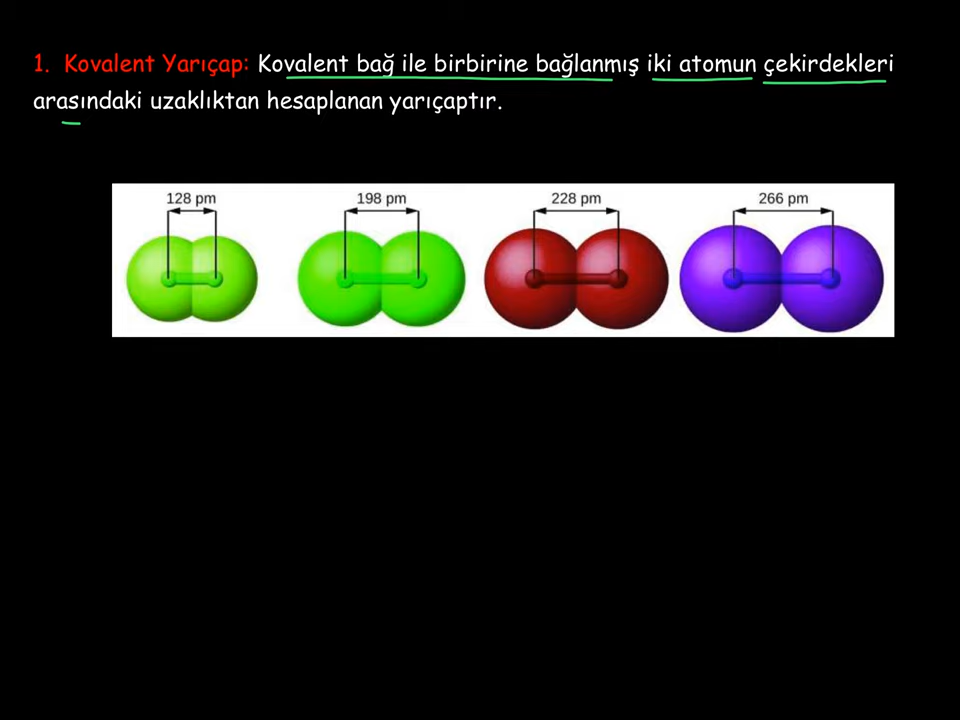 1. Kovalent Yarıçap: Kovalent bağ ile birbirine bağlanmış iki atomun çekirdekleri
arasındaki uzaklıktan hesaplanan yarıçaptır.
128 pm 198 pm 228 pm 266 pm